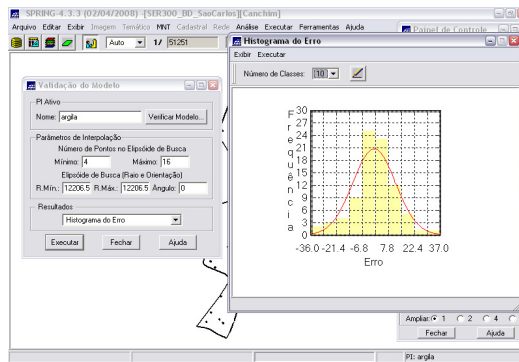 SPRING-4.3.3 (02/04/2008) -[SER300_BD_SaoCarlos][Canchim]
Arquivo Editar Exibir Imagem Temático MNT Cadastral Rede Análise Executar Ferramentas Ajuda
Auto 1/ 51251
Painel de Controle
Histograma do Erro
Exibir Executar
Número de Classes: 10
Frequência
30
27
24
21
18
15
12
9
6
3
0
-36.0 -21.4 -6.8 7.8 22.4 37.0
Erro
Validação do Modelo
PI Ativo
Nome: argila Verificar Modelo...
Parâmetros de Interpolação
Número de Pontos no Elipsóide de Busca
Mínimo: 4 Máximo: 16
Elipsóide de Busca (Raio e Orientação)
R.Mín.: 12206.5 R.Máx.: 12206.5 Ângulo: 0
Resultados
Histograma do Erro
Executar Fechar Ajuda
Ampliar: 1 2 4
Fechar Ajuda
PI: argila